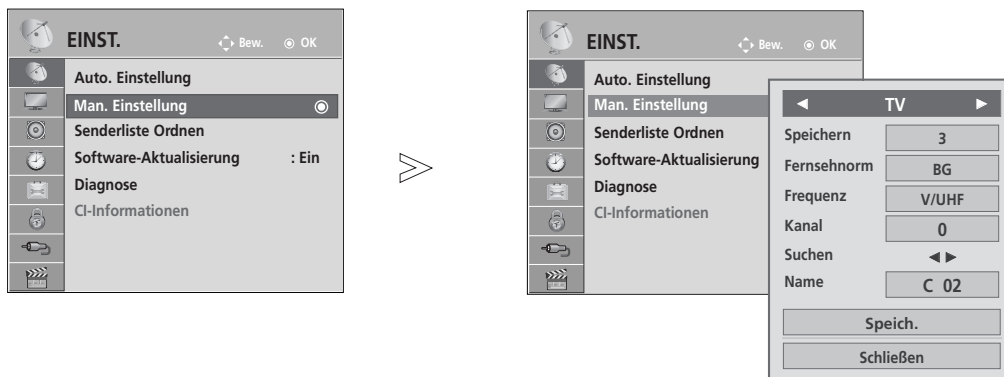 EINST. Bew. OK
Auto. Einstellung
Man. Einstellung
Senderliste Ordnen
Software-Aktualisierung : Ein
Diagnose
CI-Informationen
EINST. Bew. OK
Auto. Einstellung
Man. Einstellung
Senderliste Ordnen
Software-Aktualisierung
Diagnose
CI-Informationen
◄ TV ►
Speichern 3
Fernsehnorm BG
Frequenz V/UHF
Kanal 0
Suchen ◄ ►
Name C 02
Speich.
Schließen